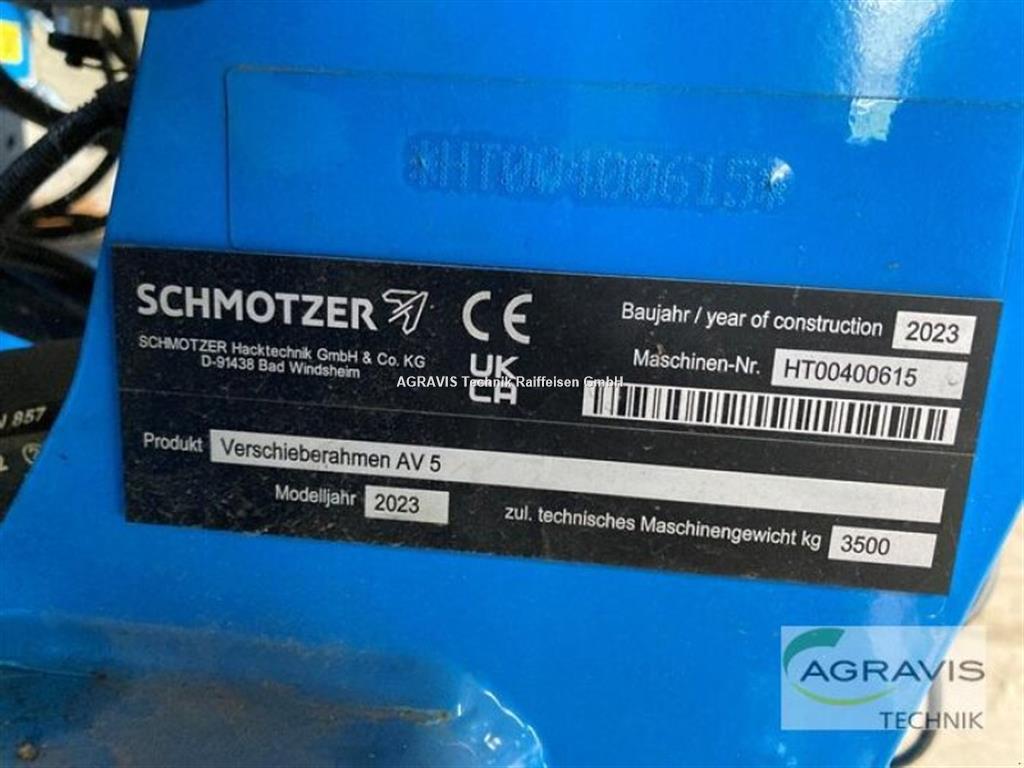 *HT00400615*
SCHMOTZER
CE
Baujahr / year of construction 2023
SCHMOTZER Hacktechnik GmbH & Co. KG
D-91438 Bad Windsheim
UK
CA
Maschinen-Nr. HT00400615
AGRAVIS Technik Raiffeisen GmbH
Produkt Verschieberahmen AV 5
Modelljahr 2023
zul. technisches Maschinengewicht kg 3500
857
AGRAVIS
TECHNIK